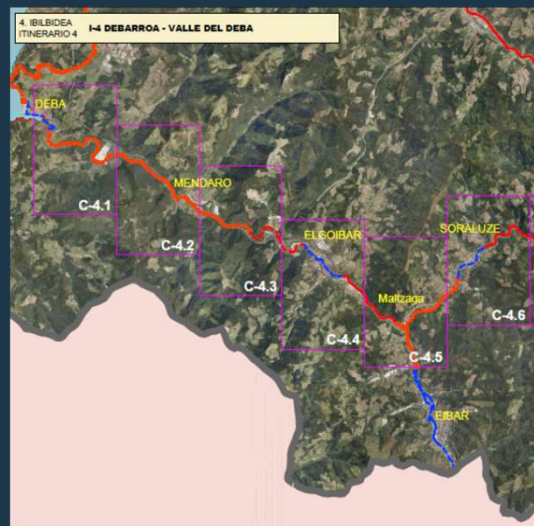 4. IBILBIDEA
ITINERARIO 4
I-4 DEBARROA - VALLE DEL DEBA
DEBA
C-4.1
MENDARO
C-4.2
C-4.3
ELGOIBAR
C-4.4
Maltzaga
C-4.5
SORALUZE
C-4.6
EIBAR